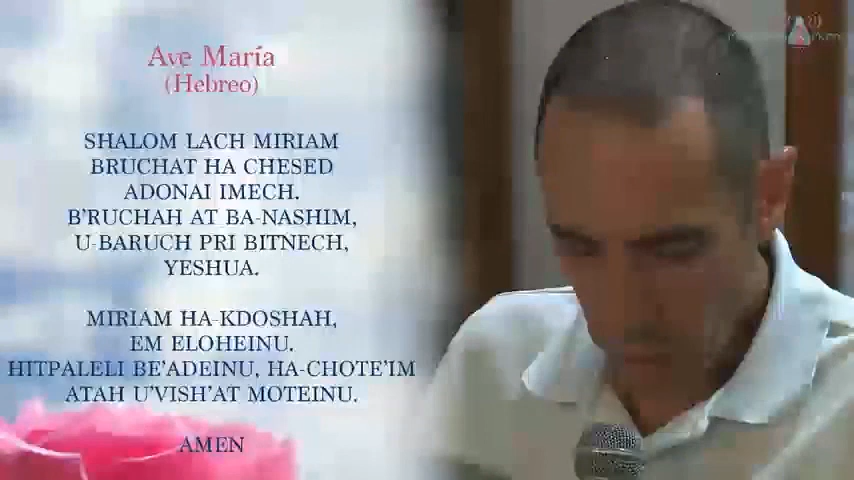 Ave María
(Hebreo)
SHALOM LACH MIRIAM
BRUCHAT HA CHESED
ADONAI IMECH.
B'RUCHAH AT BA-NASHIM,
U-BARUCH PRI BITNECH,
YESHUA.
MIRIAM HA-KDOSHAH,
EM ELOHEINU.
HITPALELI BE'ADEINU, HA-CHOTE'IM
ATAH U'VISH'AT MOTEINU.
AMEN